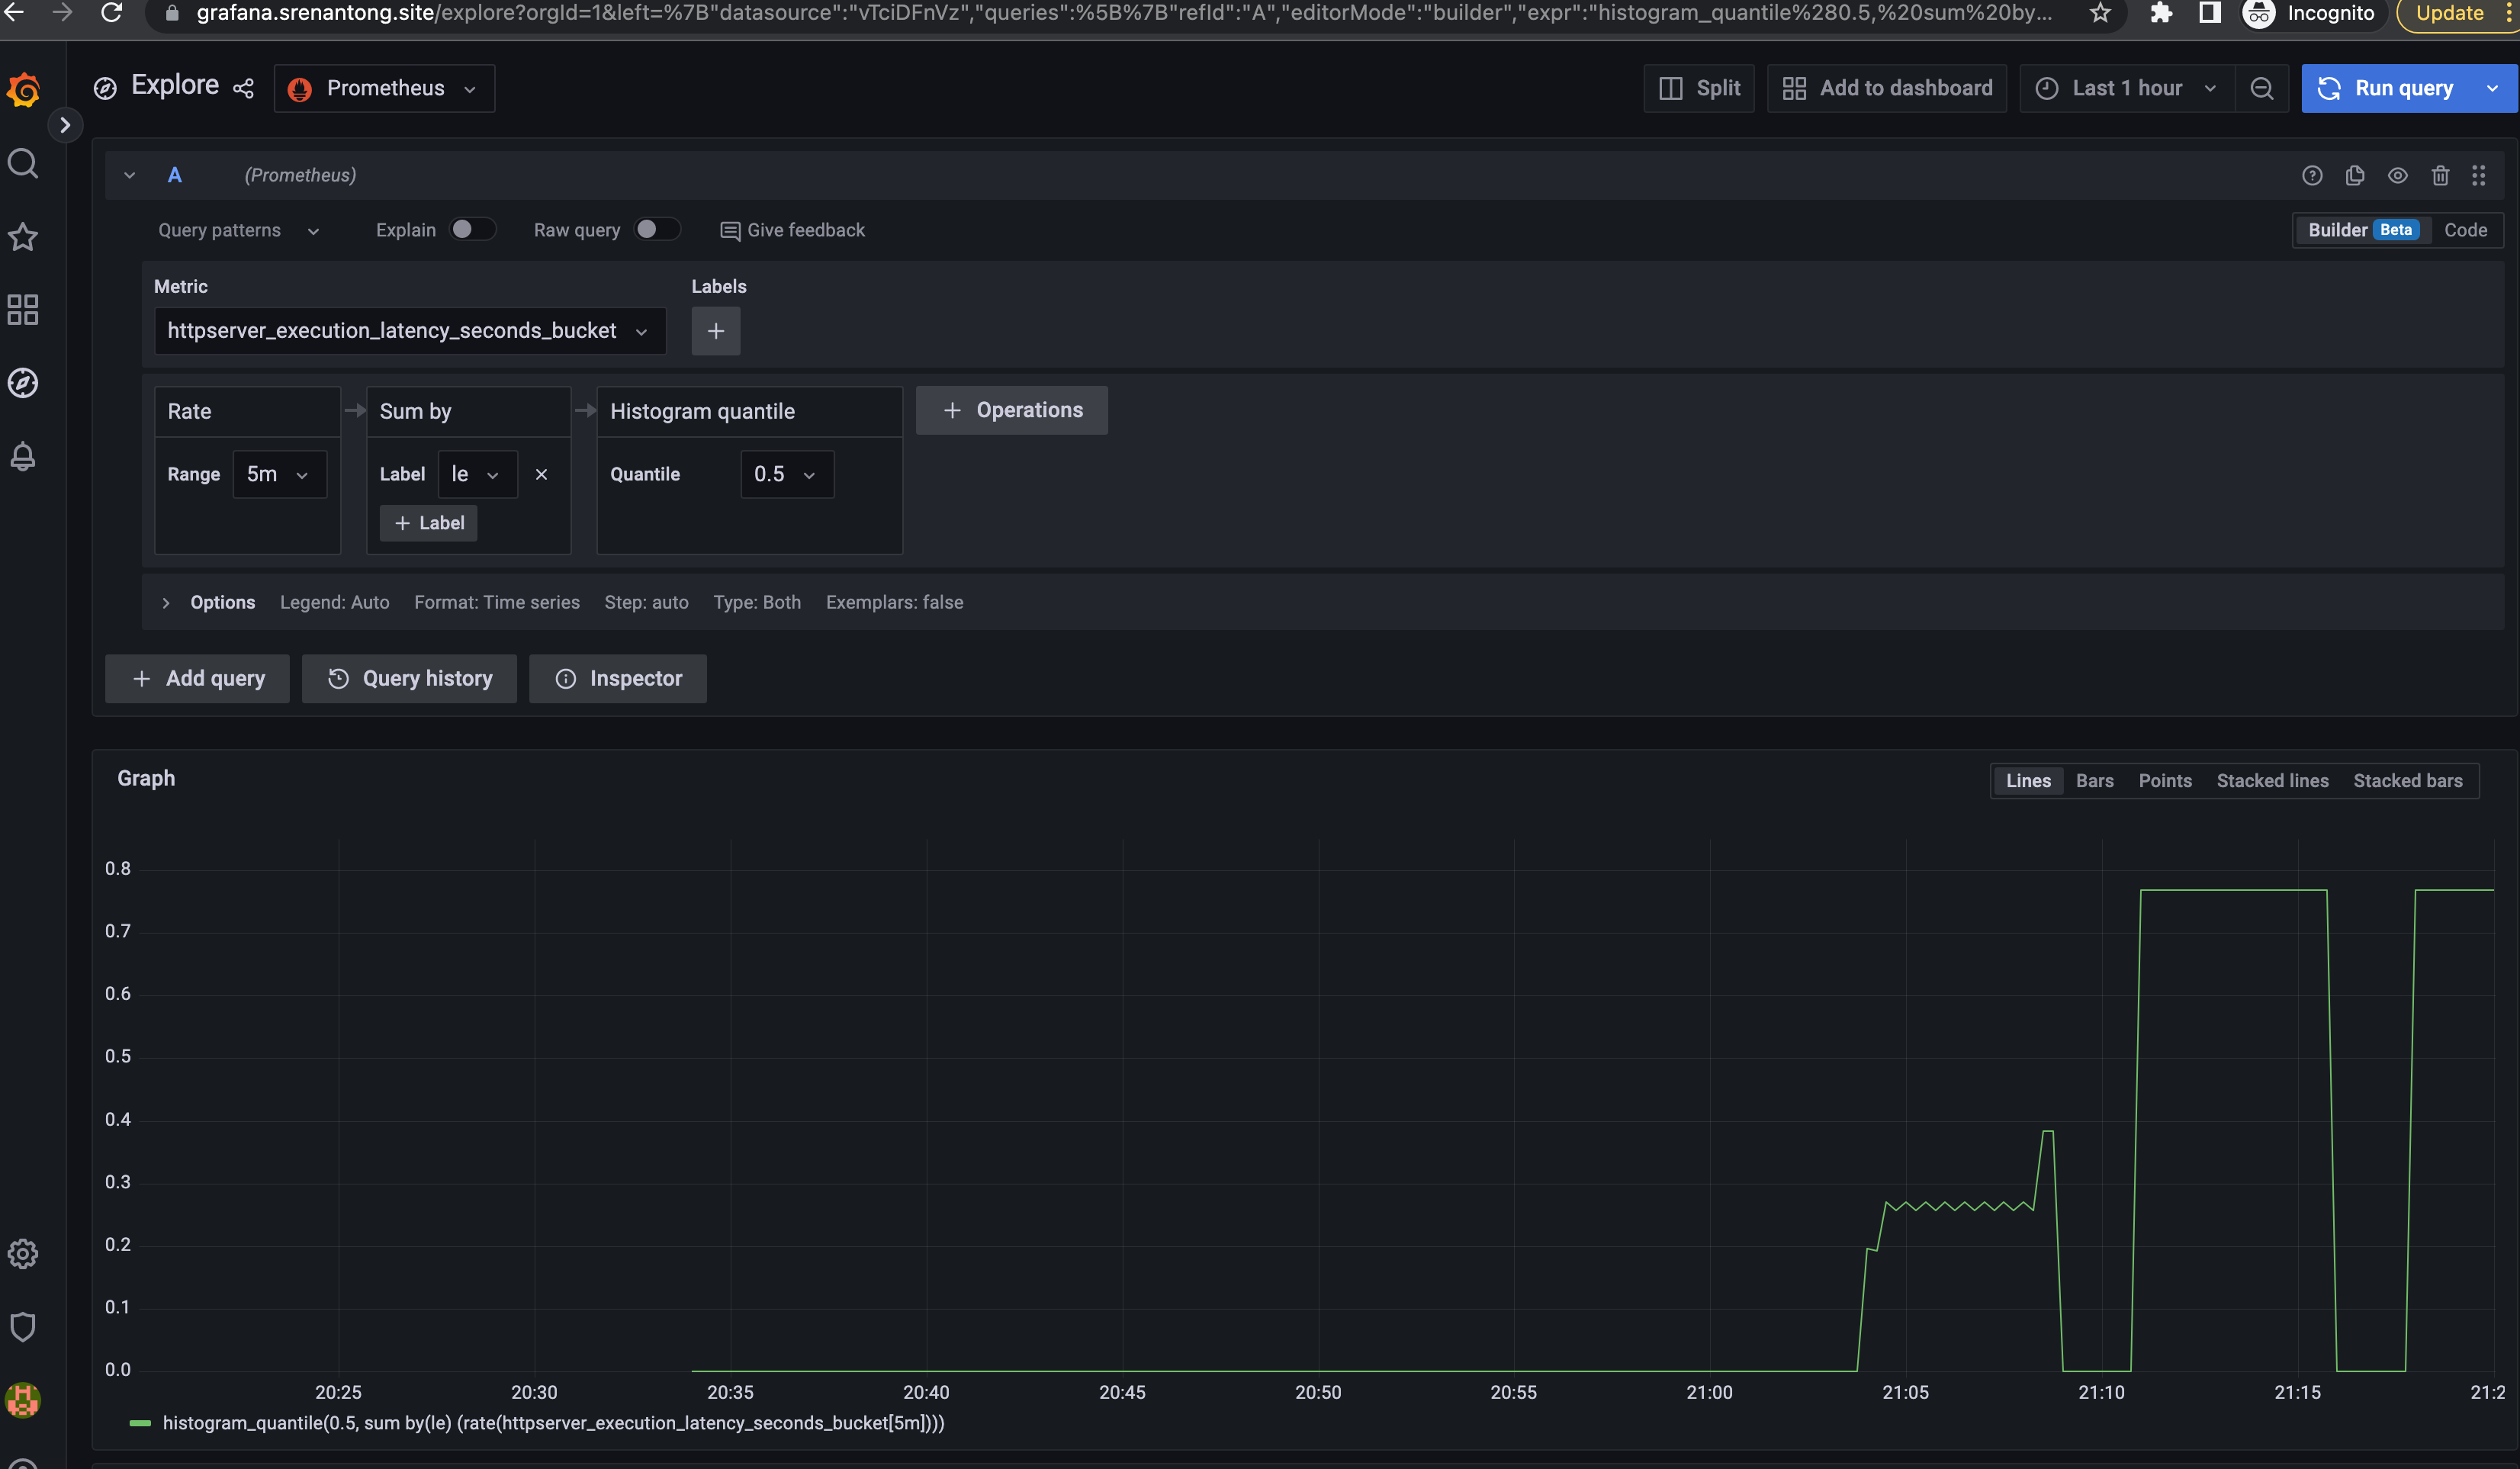 grafana.srenantong.site/explore?orgId=1&left=%7B"datasource":"vTciDFnVz","queries":%5B%7B"refId":"A","editorMode":"builder","expr":"histogram_quantile%280.5,%20sum%20by... Incognito Update
Explore Prometheus Split Add to dashboard Last 1 hour Run query
A (Prometheus)
Query patterns Explain Raw query Give feedback Builder Beta Code
Metric Labels
httpserver_execution_latency_seconds_bucket +
Rate Sum by Histogram quantile + Operations
Range 5m Label le × Quantile 0.5
+ Label
Options Legend: Auto Format: Time series Step: auto Type: Both Exemplars: false
+ Add query Query history Inspector
Graph Lines Bars Points Stacked lines Stacked bars
0.8
0.7
0.6
0.5
0.4
0.3
0.2
0.1
0.0
20:25 20:30 20:35 20:40 20:45 20:50 20:55 21:00 21:05 21:10 21:15 21:2
histogram_quantile(0.5, sum by(le) (rate(httpserver_execution_latency_seconds_bucket[5m])))